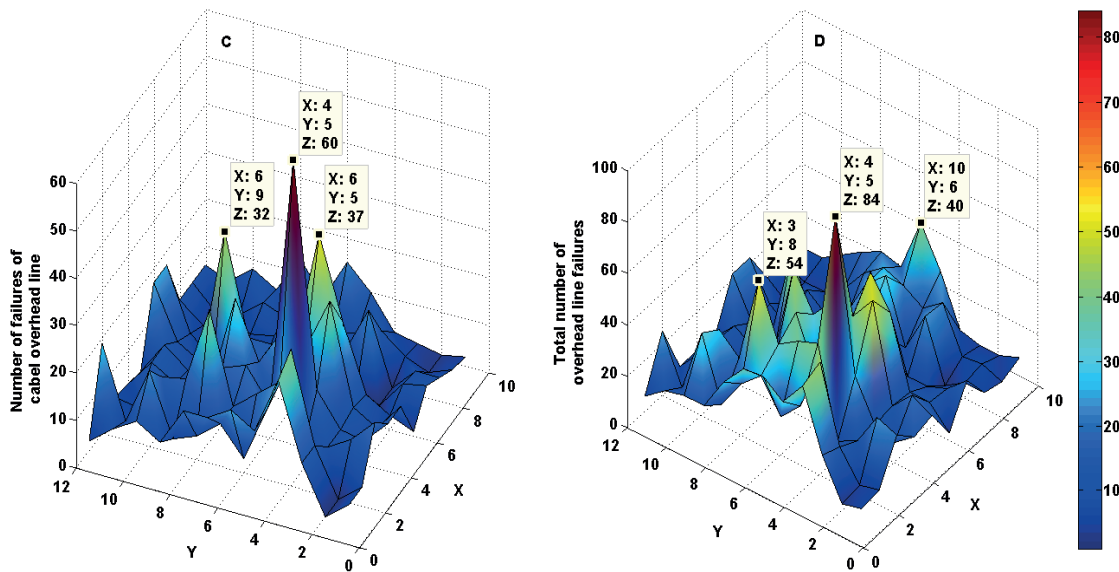 C
X: 4
Y: 5
Z: 60
X: 6
Y: 9
Z: 32
X: 6
Y: 5
Z: 37
Number of failures of
cabel overhead line
60
50
40
30
20
10
0
12
10
8
6
4
2
0
Y
0
2
4
6
8
10
X
D
X: 4
Y: 5
Z: 84
X: 10
Y: 6
Z: 40
X: 3
Y: 8
Z: 54
Total number of
overhead line failures
100
80
60
40
20
0
12
10
8
6
4
2
0
Y
0
2
4
6
8
10
X
80
70
60
50
40
30
20
10